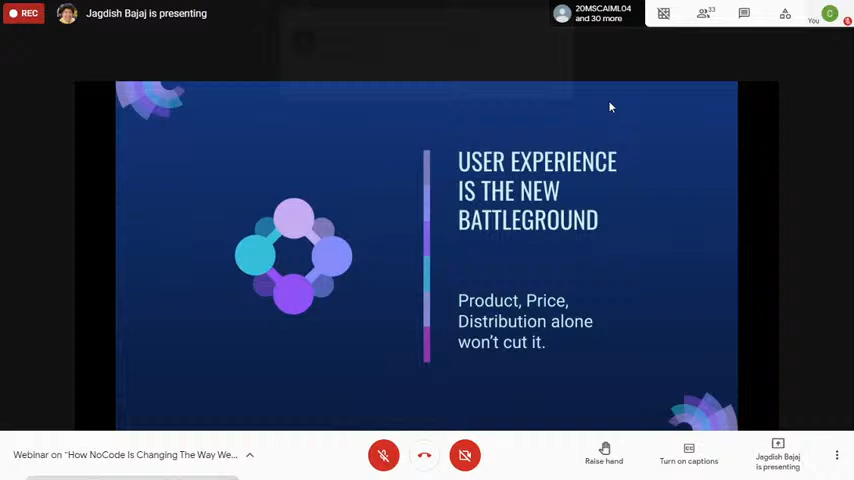 REC
Jagdish Bajaj is presenting
20MSCAIML04
and 30 more
33
You
C
USER EXPERIENCE
IS THE NEW
BATTLEGROUND
Product, Price,
Distribution alone
won't cut it.
Webinar on "How NoCode Is Changing The Way We...
Raise hand
CC
Turn on captions
Jagdish Bajaj
is presenting